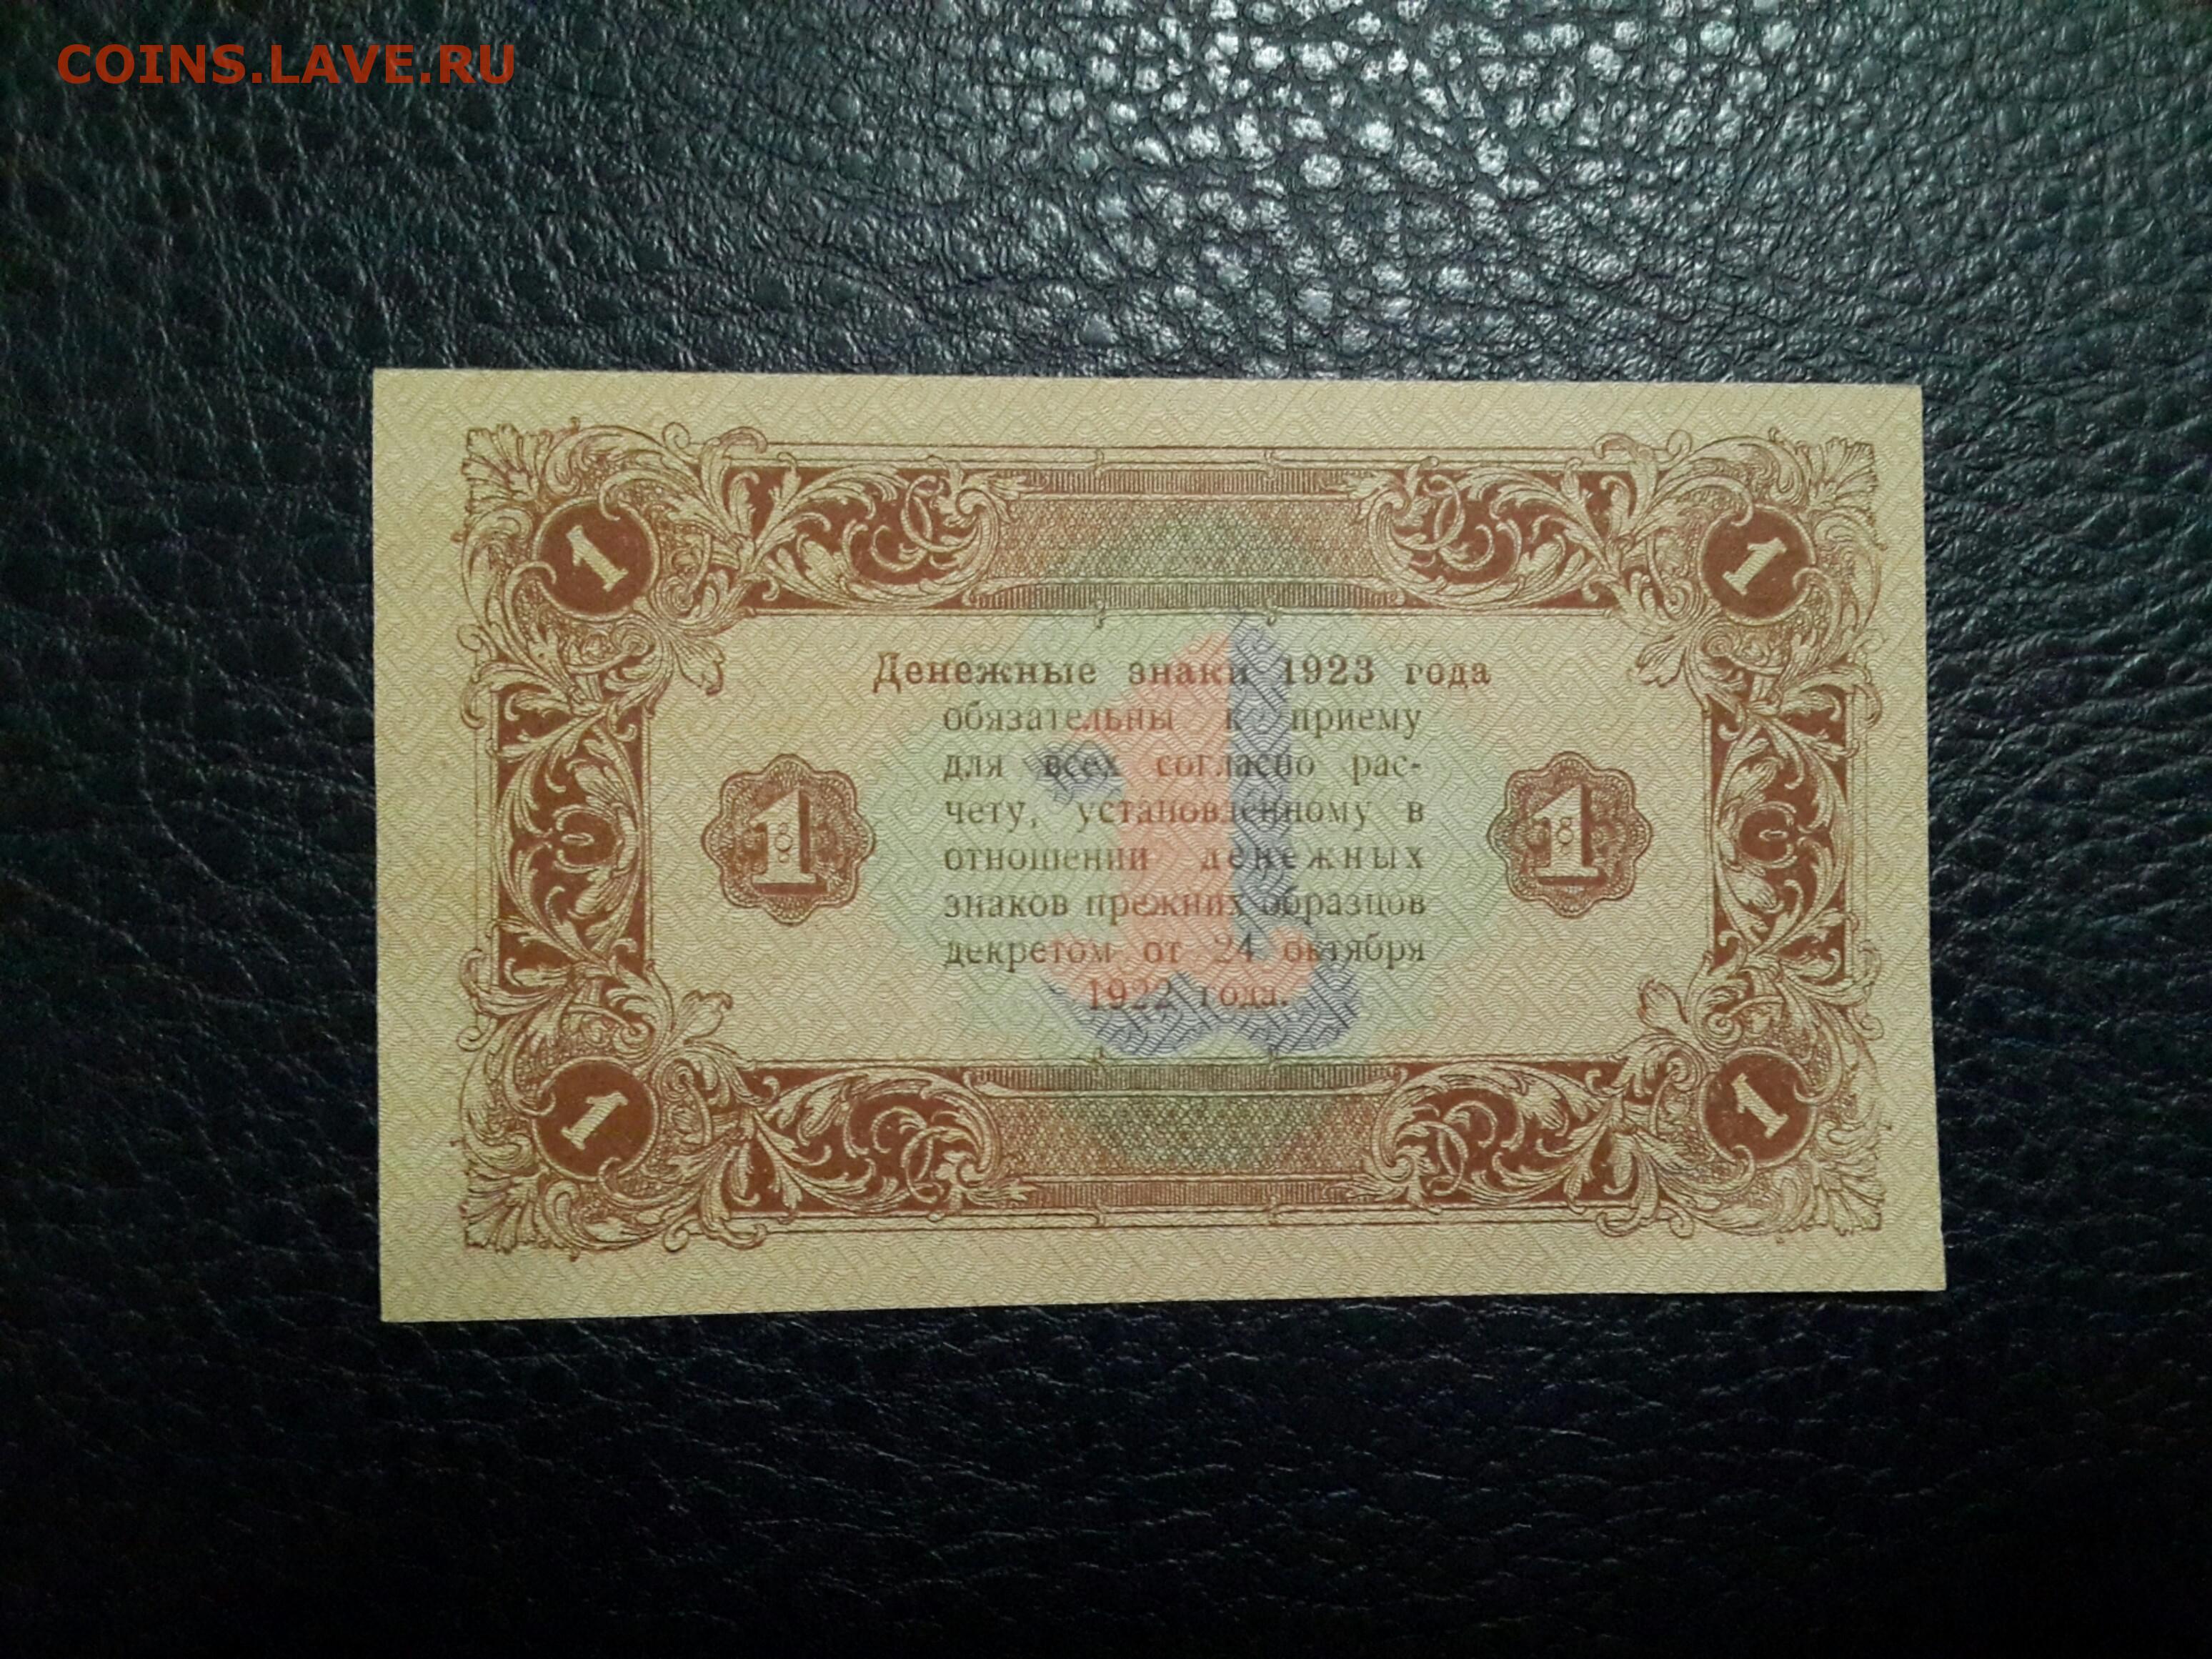 COINS.LAVE.RU
1 1
Денежные знаки 1923 года
обязательны к приему
для всех согласно рас-
чету, установленному в
отношении денежных
знаков прежних образцов
декретом от 24 октября
1922 года.
1 1 1
1 1